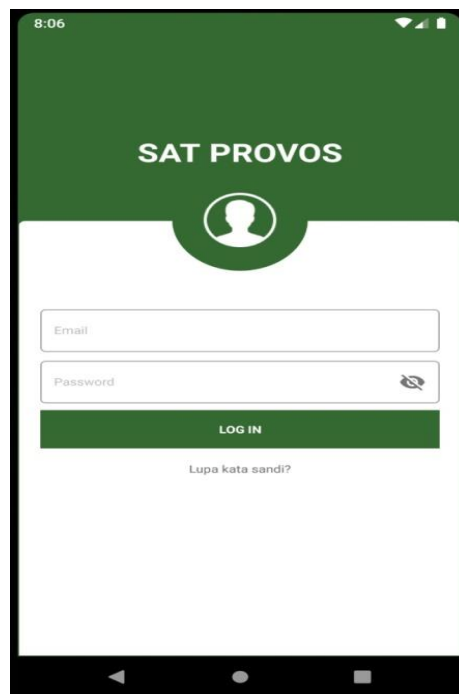 8:06
SAT PROVOS
Email
Password
LOG IN
Lupa kata sandi?